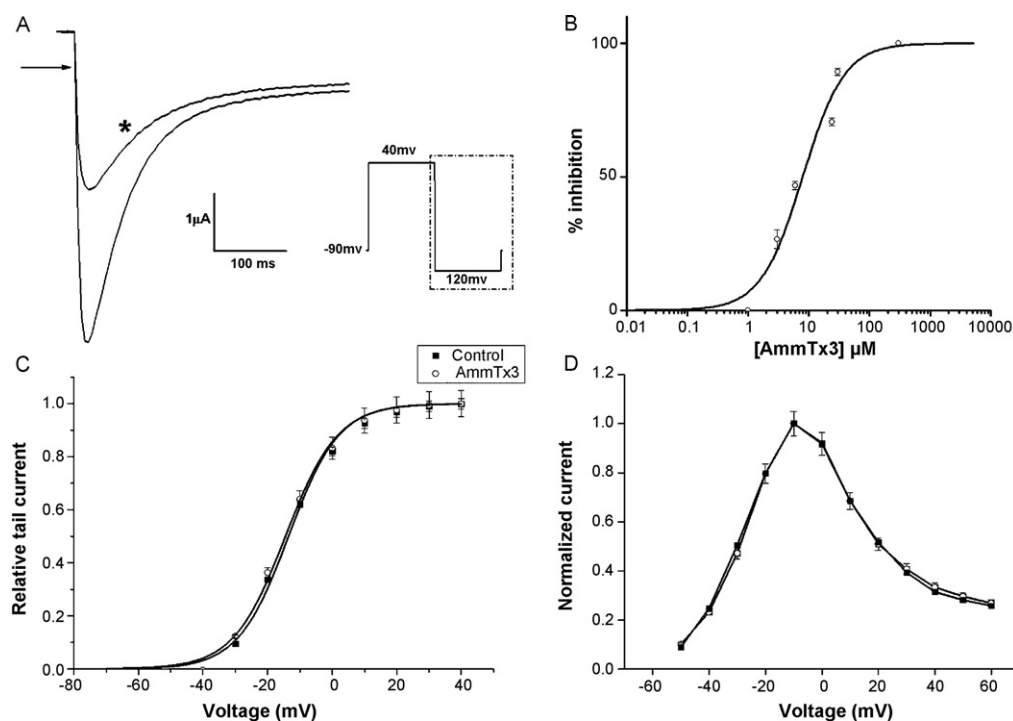 A
*
40mv
-90mv
120mv
1μA
100 ms
B
100
50
0
% inhibition
0.01 0.1 1 10 100 1000 10000
[AmmTx3] μM
C
Control
AmmTx3
1.0
0.8
0.6
0.4
0.2
0.0
Relative tail current
-80 -60 -40 -20 0 20 40
Voltage (mV)
D
1.2
1.0
0.8
0.6
0.4
0.2
0.0
Normalized current
-60 -40 -20 0 20 40 60
Voltage (mV)